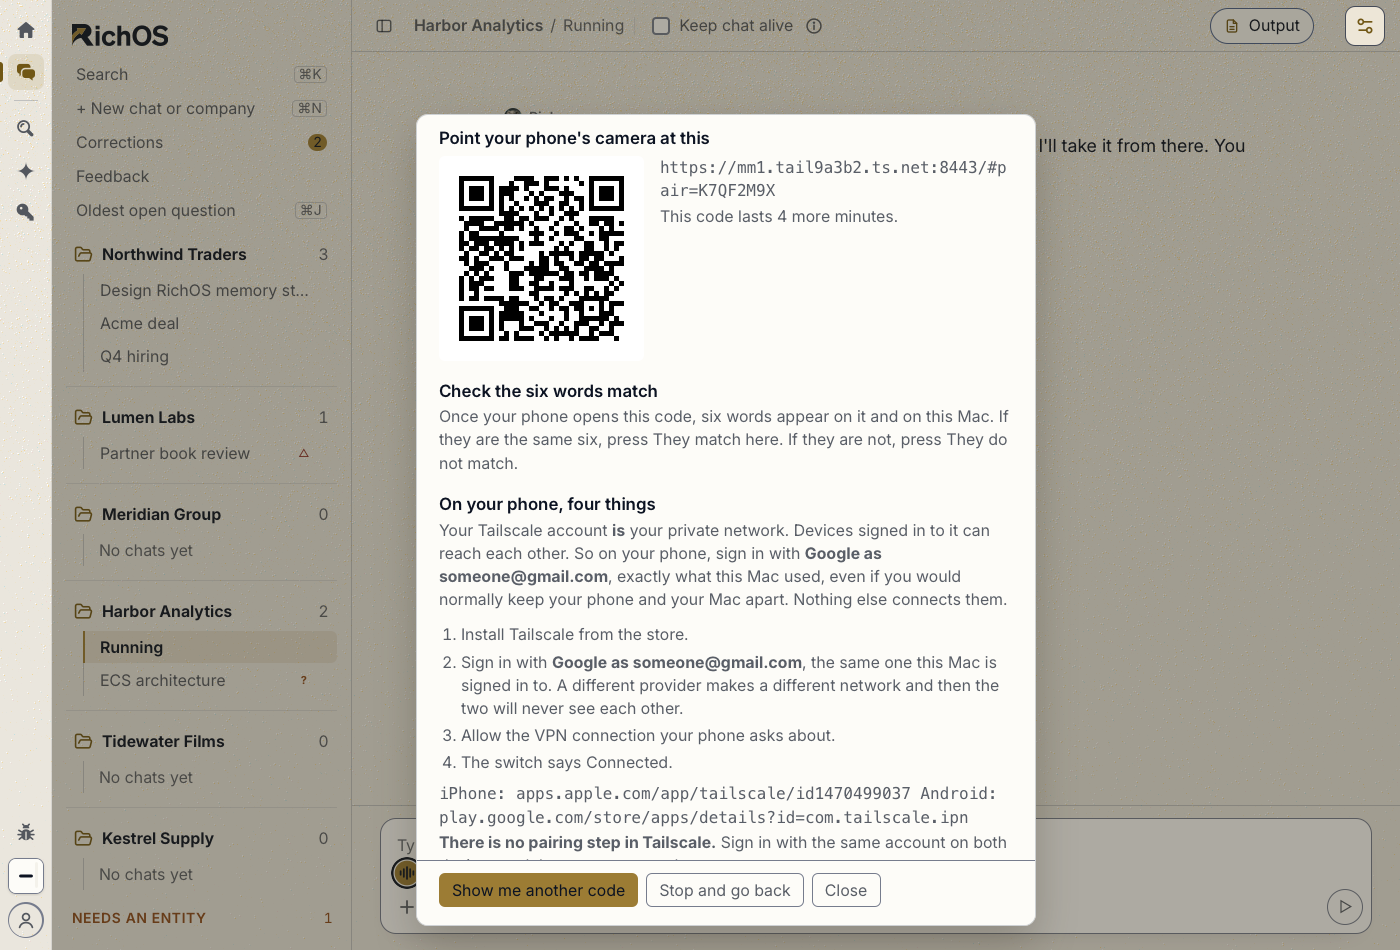 RichOS
Search ⌘K
+ New chat or company ⌘N
Corrections 2
Feedback
Oldest open question ⌘J
Northwind Traders 3
Design RichOS memory st...
Acme deal
Q4 hiring
Lumen Labs 1
Partner book review
Meridian Group 0
No chats yet
Harbor Analytics 2
Running
ECS architecture ?
Tidewater Films 0
No chats yet
Kestrel Supply 0
No chats yet
NEEDS AN ENTITY 1
Harbor Analytics / Running
Keep chat alive
Output
I'll take it from there. You
Point your phone's camera at this
https://mm1.tail9a3b2.ts.net:8443/#p
air=K7QF2M9X
This code lasts 4 more minutes.
Check the six words match
Once your phone opens this code, six words appear on it and on this Mac. If
they are the same six, press They match here. If they are not, press They do
not match.
On your phone, four things
Your Tailscale account is your private network. Devices signed in to it can
reach each other. So on your phone, sign in with Google as
someone@gmail.com, exactly what this Mac used, even if you would
normally keep your phone and your Mac apart. Nothing else connects them.
1. Install Tailscale from the store.
2. Sign in with Google as someone@gmail.com, the same one this Mac is
signed in to. A different provider makes a different network and then the
two will never see each other.
3. Allow the VPN connection your phone asks about.
4. The switch says Connected.
iPhone: apps.apple.com/app/tailscale/id1470499037 Android:
play.google.com/store/apps/details?id=com.tailscale.ipn
There is no pairing step in Tailscale. Sign in with the same account on both
Show me another code
Stop and go back
Close
Ty